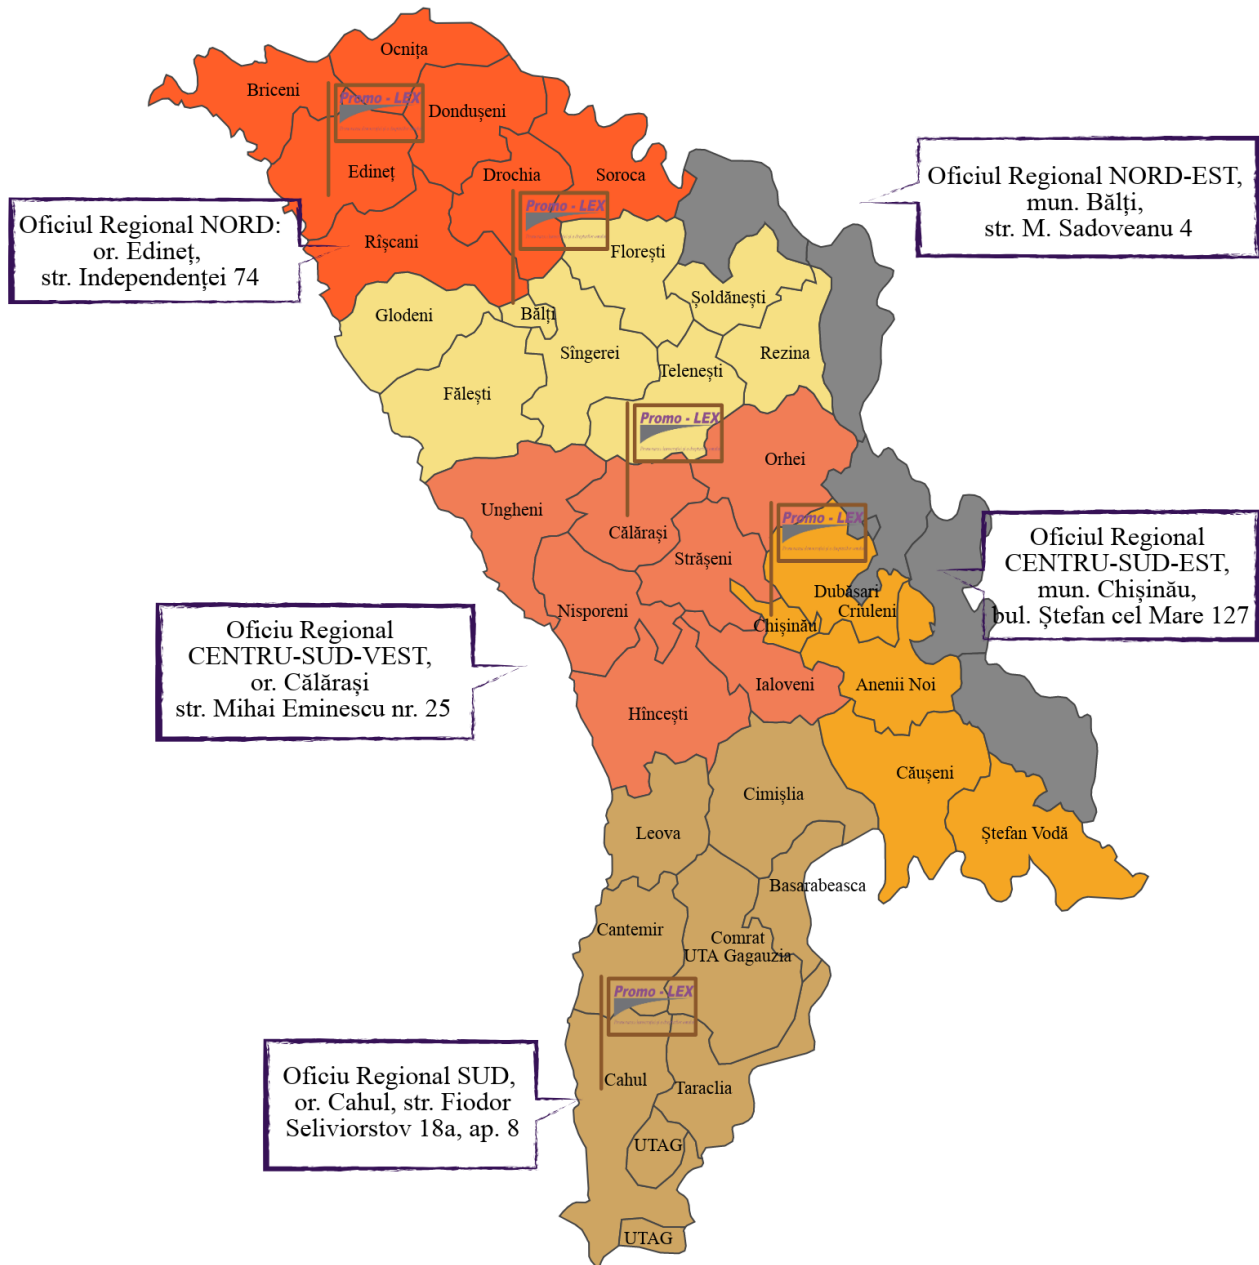 Ocnița
Briceni
Promo - LEX
Dondușeni
Edineț
Drochia
Soroca
Oficiul Regional NORD-EST,
mun. Bălți,
str. M. Sadoveanu 4
Oficiul Regional NORD:
or. Edineț,
str. Independenței 74
Rîșcani
Florești
Șoldănești
Glodeni
Bălți
Sîngerei
Rezina
Telenești
Fălești
Promo - LEX
Orhei
Ungheni
Promo - LEX
Călărași
Strășeni
Oficiul Regional
CENTRU-SUD-EST,
mun. Chișinău,
bul. Ștefan cel Mare 127
Dubăsari
Criuleni
Nisporeni
Chișinău
Oficiu Regional
CENTRU-SUD-VEST,
or. Călărași
str. Mihai Eminescu nr. 25
Ialoveni
Anenii Noi
Hîncești
Căușeni
Cimișlia
Leova
Ștefan Vodă
Basarabeasca
Cantemir
Comrat
UTA Gagauzia
Promo - LEX
Oficiu Regional SUD,
or. Cahul, str. Fiodor
Seliviorstov 18a, ap. 8
Cahul
Taraclia
UTAG
UTAG